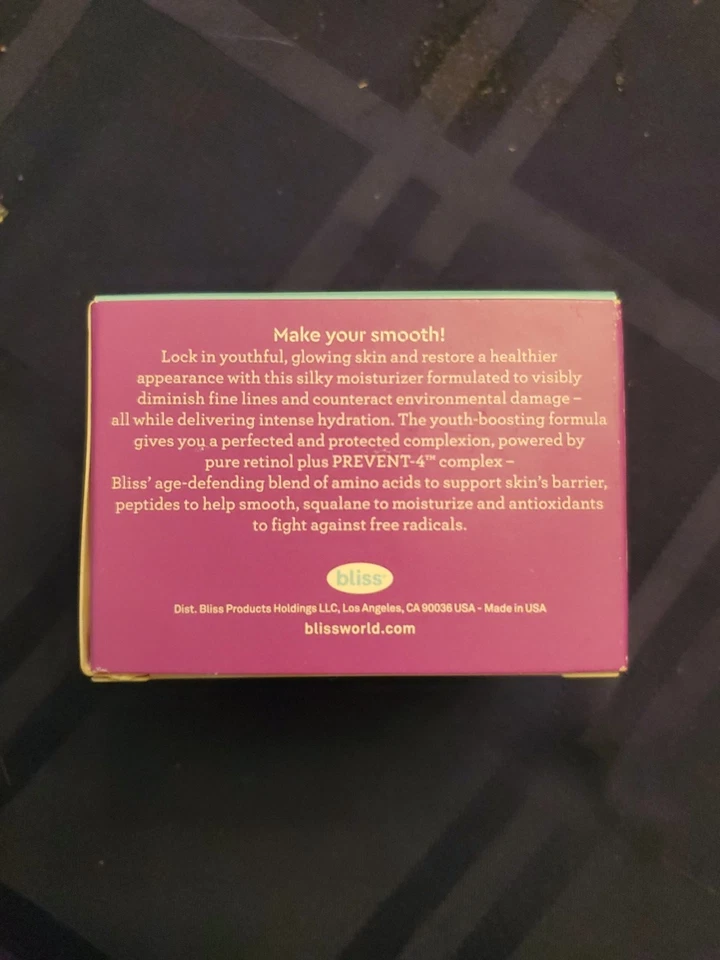 Make your smooth!
Lock in youthful, glowing skin and restore a healthier
appearance with this silky moisturizer formulated to visibly
diminish fine lines and counteract environmental damage –
all while delivering intense hydration. The youth-boosting formula
gives you a perfected and protected complexion, powered by
pure retinol plus PREVENT-4™ complex –
Bliss' age-defending blend of amino acids to support skin's barrier,
peptides to help smooth, squalane to moisturize and antioxidants
to fight against free radicals.
bliss®
Dist. Bliss Products Holdings LLC, Los Angeles, CA 90036 USA - Made in USA
blissworld.com